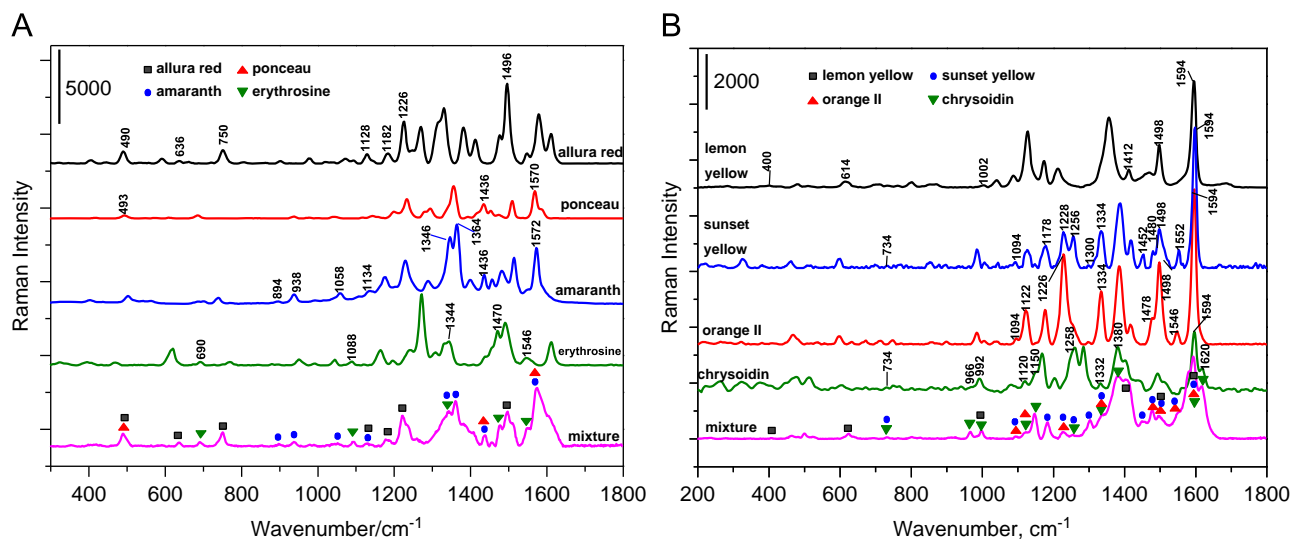 A
5000
allura red
ponceau
amaranth
erythrosine
490
636
750
1128
1182
1226
1496
allura red
493
1436
1570
ponceau
894
938
1058
1134
1346
1364
1436
1572
amaranth
690
1088
1344
1470
1546
erythrosine
mixture
400 600 800 1000 1200 1400 1600 1800
Wavenumber/cm-1
Raman Intensity
B
2000
lemon yellow
sunset yellow
orange II
chrysoidin
lemon
yellow
400
614
1002
1412
1498
1594
sunset
yellow
734
1094
1178
1228
1256
1300
1334
1452
1480
1498
1552
1594
orange II
1094
1122
1226
1334
1478
1498
1546
1594
chrysoidin
734
966
992
1120
1150
1258
1332
1380
1594
1620
mixture
200 400 600 800 1000 1200 1400 1600 1800
Wavenumber, cm-1
Raman Intensity